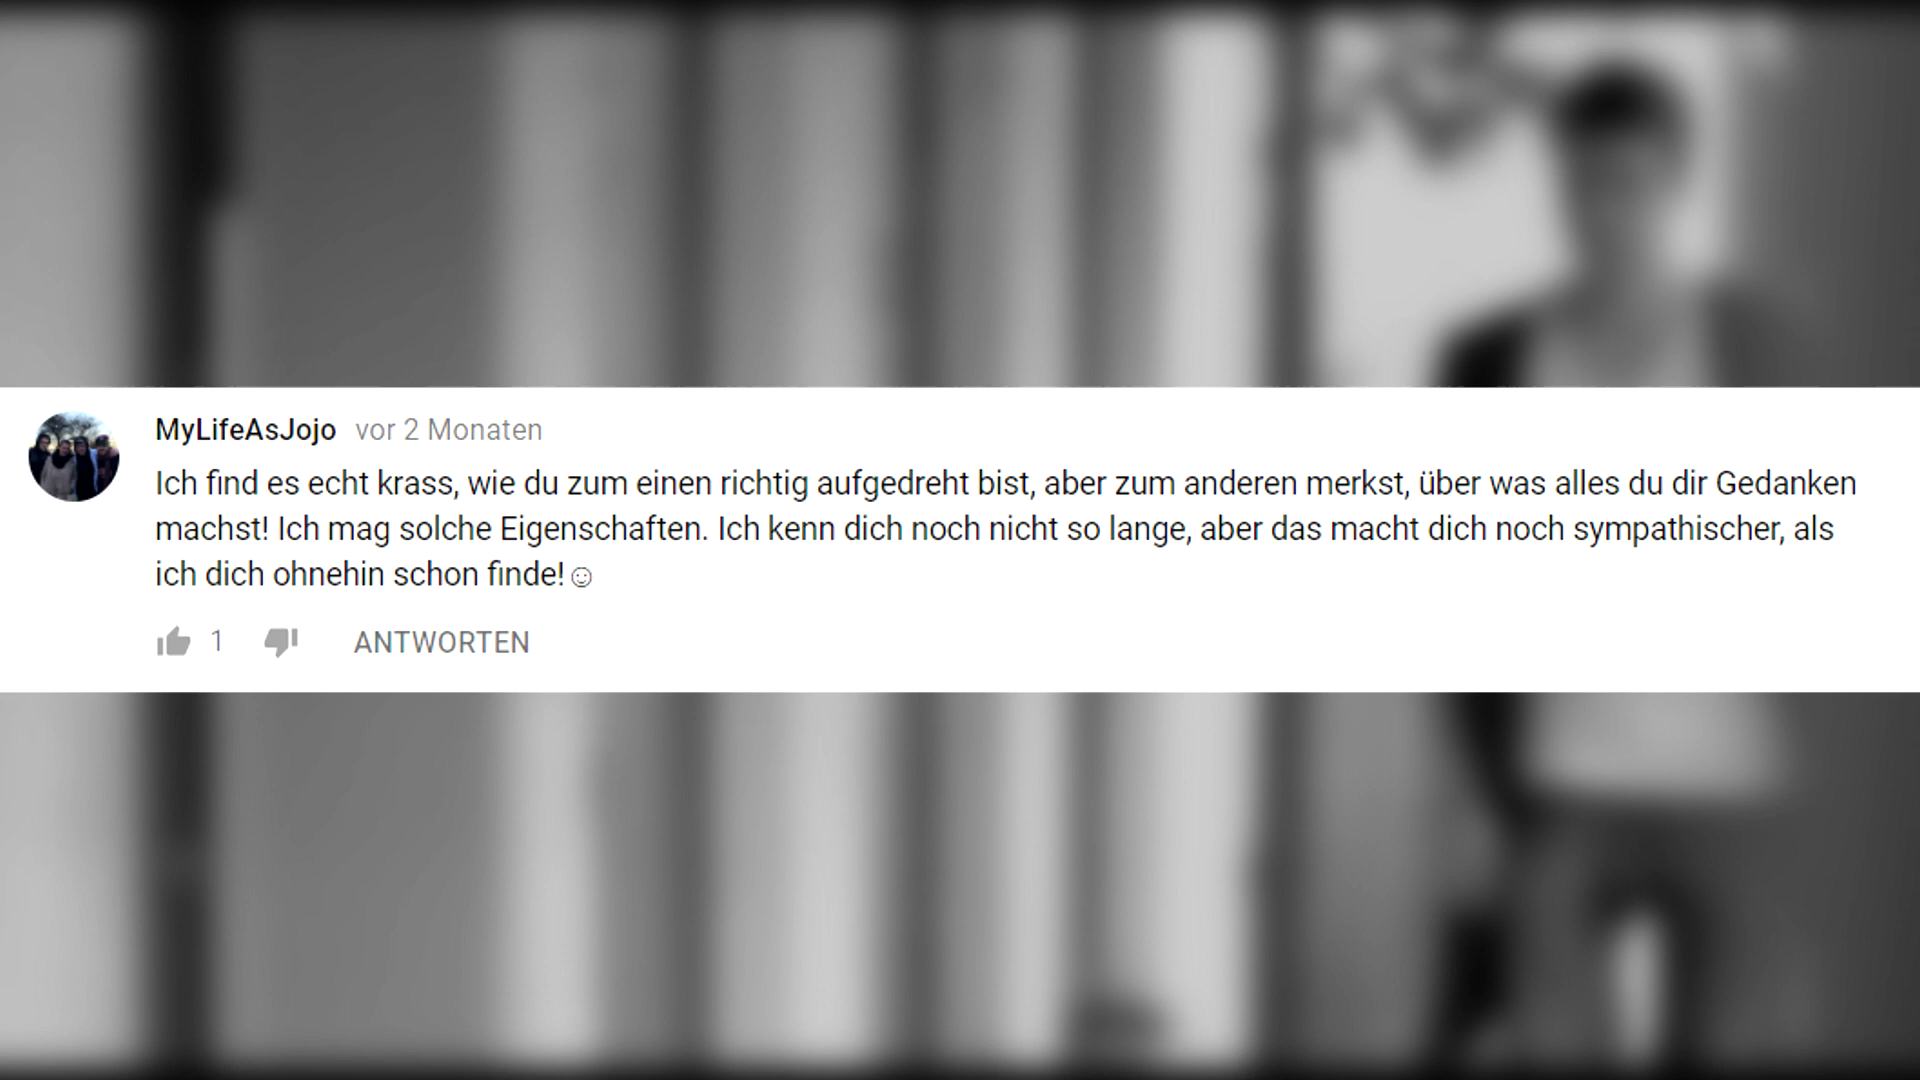 MyLifeAsJojo vor 2 Monaten
Ich find es echt krass, wie du zum einen richtig aufgedreht bist, aber zum anderen merkst, über was alles du dir Gedanken
machst! Ich mag solche Eigenschaften. Ich kenn dich noch nicht so lange, aber das macht dich noch sympathischer, als
ich dich ohnehin schon finde!☺
1 ANTWORTEN